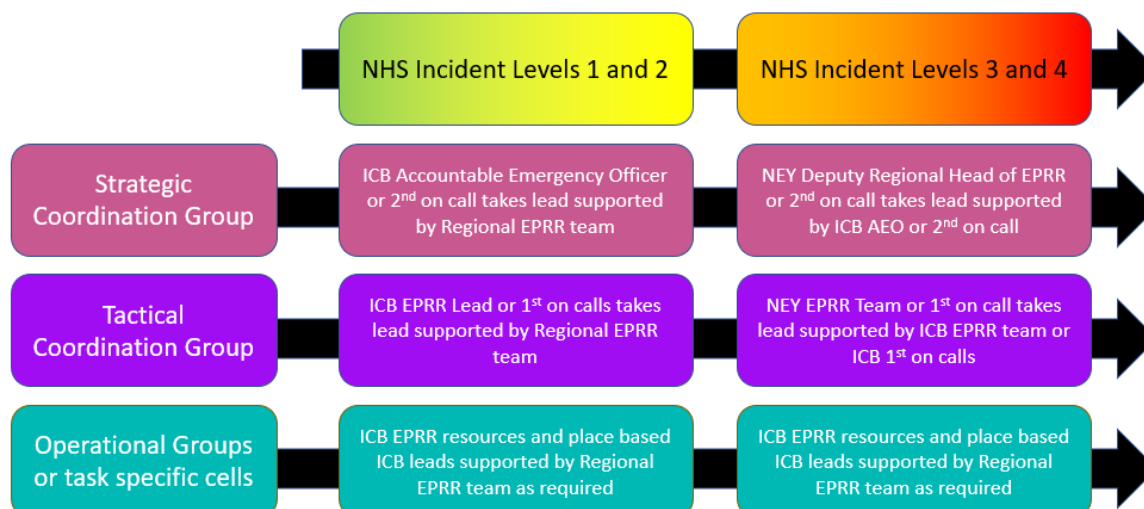 NHS Incident Levels 1 and 2
NHS Incident Levels 3 and 4
Strategic
Coordination Group
ICB Accountable Emergency Officer
or 2nd on call takes lead supported
by Regional EPRR team
NEY Deputy Regional Head of EPRR
or 2nd on call takes lead supported
by ICB AEO or 2nd on call
Tactical
Coordination Group
ICB EPRR Lead or 1st on calls takes
lead supported by Regional EPRR
team
NEY EPRR Team or 1st on call takes
lead supported by ICB EPRR team or
ICB 1st on calls
Operational Groups
or task specific cells
ICB EPRR resources and place based
ICB leads supported by Regional
EPRR team as required
ICB EPRR resources and place based
ICB leads supported by Regional
EPRR team as required